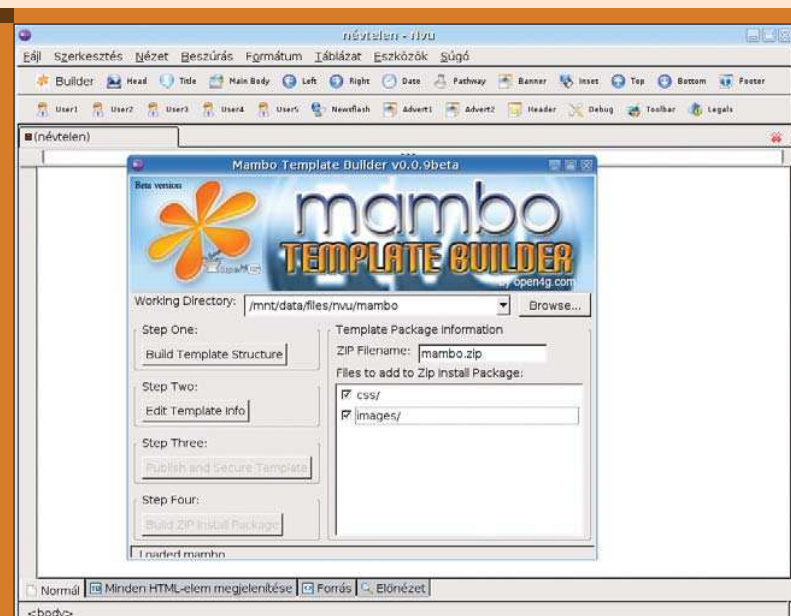 névtelen - Nvu
Fájl Szerkesztés Nézet Beszúrás Formátum Táblázat Eszközök Súgó
Builder Head Title Main Body Left Right Date Pathway Banner Inset Top Bottom Footer
User1 User2 User3 User4 User5 Newsflash Advert1 Advert2 Header Debug Toolbar Legals
(névtelen)
Mambo Template Builder v0.0.9beta
Beta version
mambo
TEMPLATE BUILDER
by open4g.com
Working Directory: /mnt/data/files/nvu/mambo Browse...
Step One:
Build Template Structure
Step Two:
Edit Template Info
Step Three:
Publish and Secure Template
Step Four:
Build ZIP Install Package
Template Package Information
ZIP Filename: mambo.zip
Files to add to Zip Install Package:
css/
images/
Loaded mambo
Normál Minden HTML-elem megjelenítése Forrás Előnézet
<body>